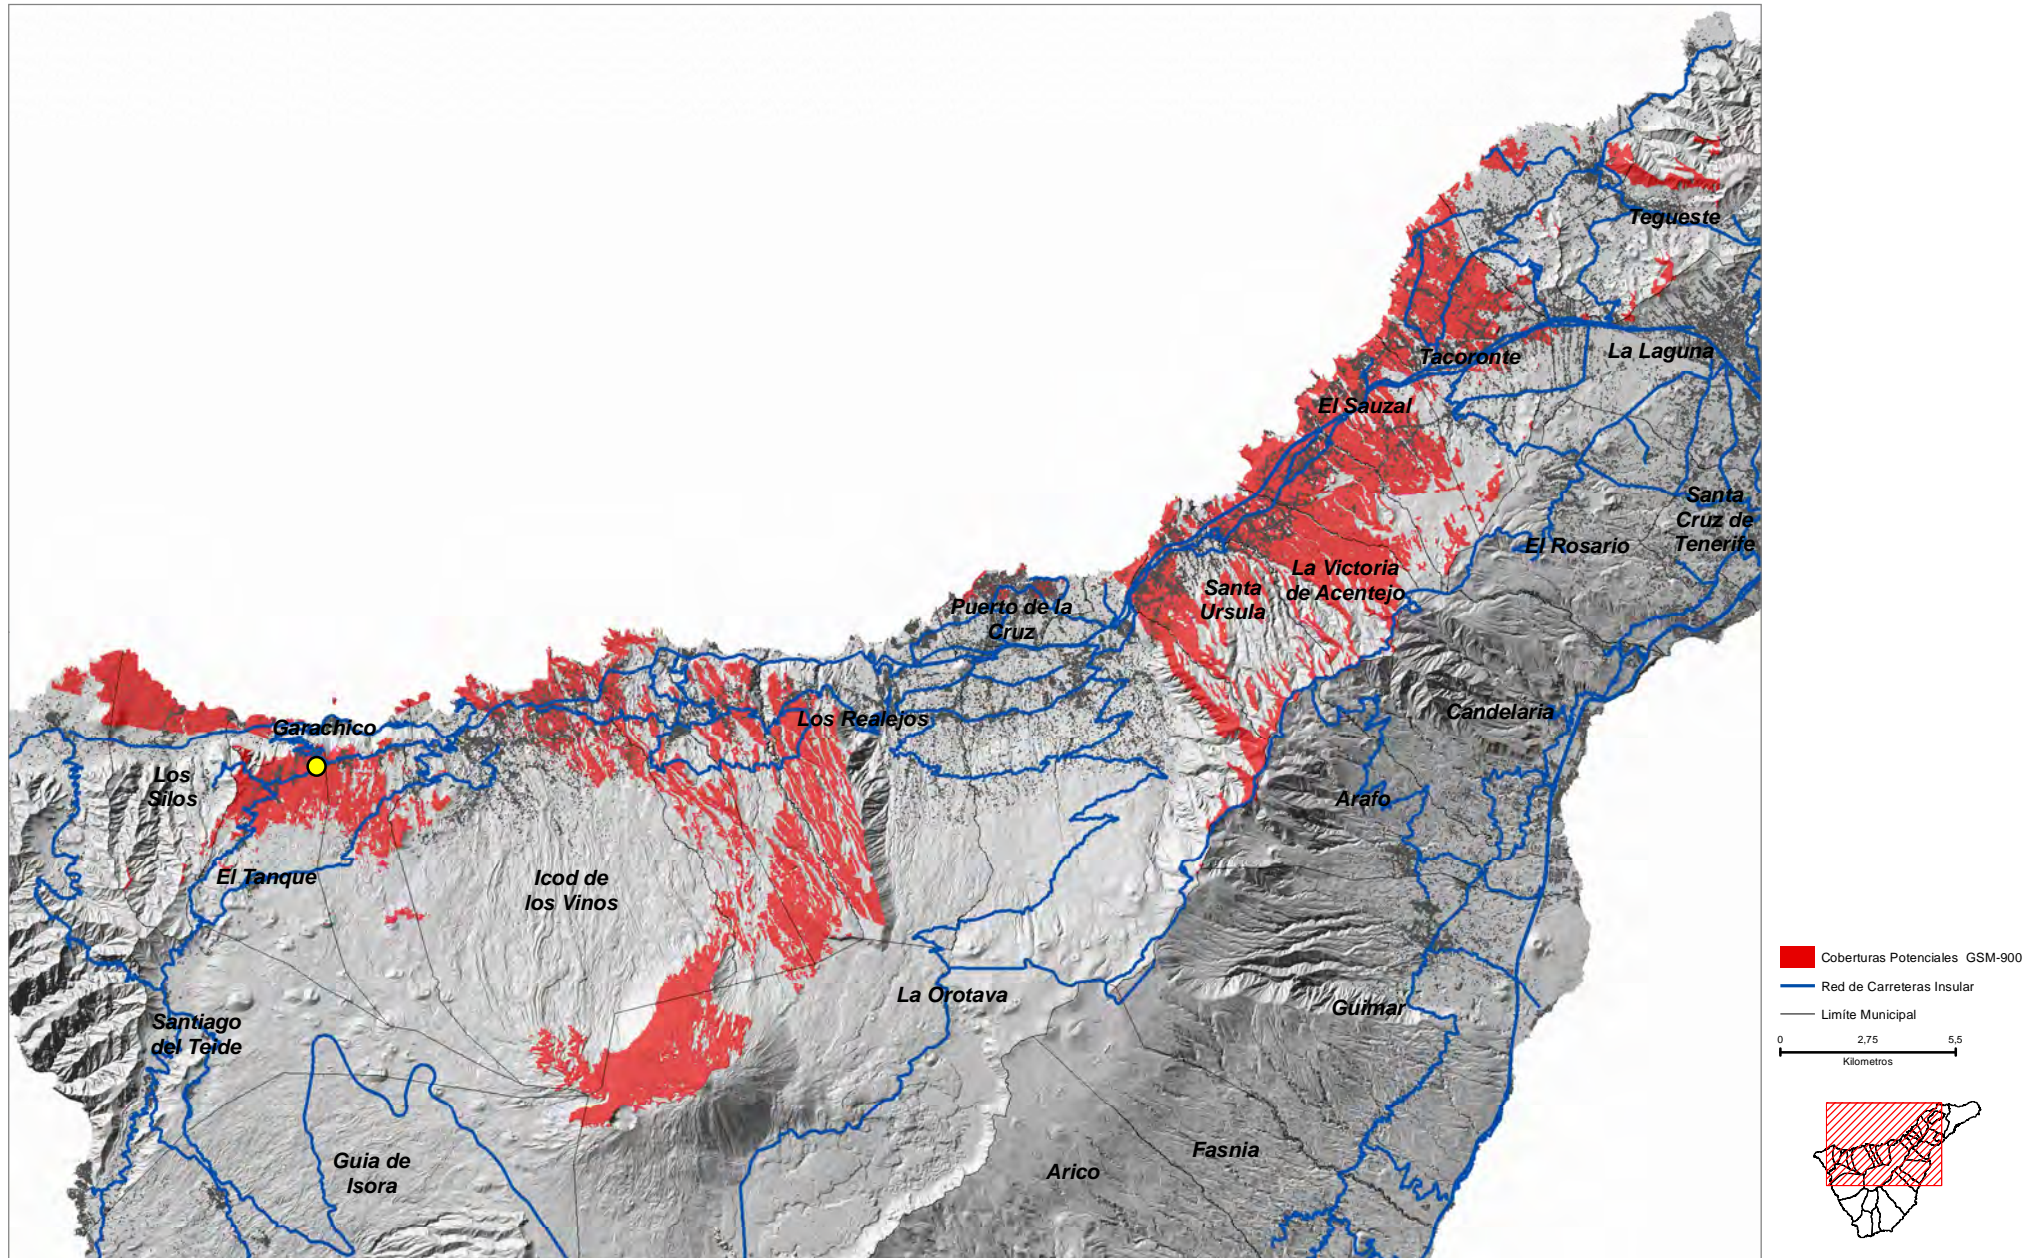 Tegueste
La Laguna
Tacoronte
El Sauzal
Santa
Cruz de
Tenerife
El Rosario
La Victoria
de Acentejo
Santa
Ursula
Puerto de la
Cruz
Candelaria
Los Realejos
Garachico
Los
Silos
Arafo
El Tanque
Icod de
los Vinos
La Orotava
Guimar
Santiago
del Teide
Guia de
Isora
Arico
Fasnia
Coberturas Potenciales GSM-900
Red de Carreteras Insular
Limíte Municipal
0 2,75 5,5
Kilometros